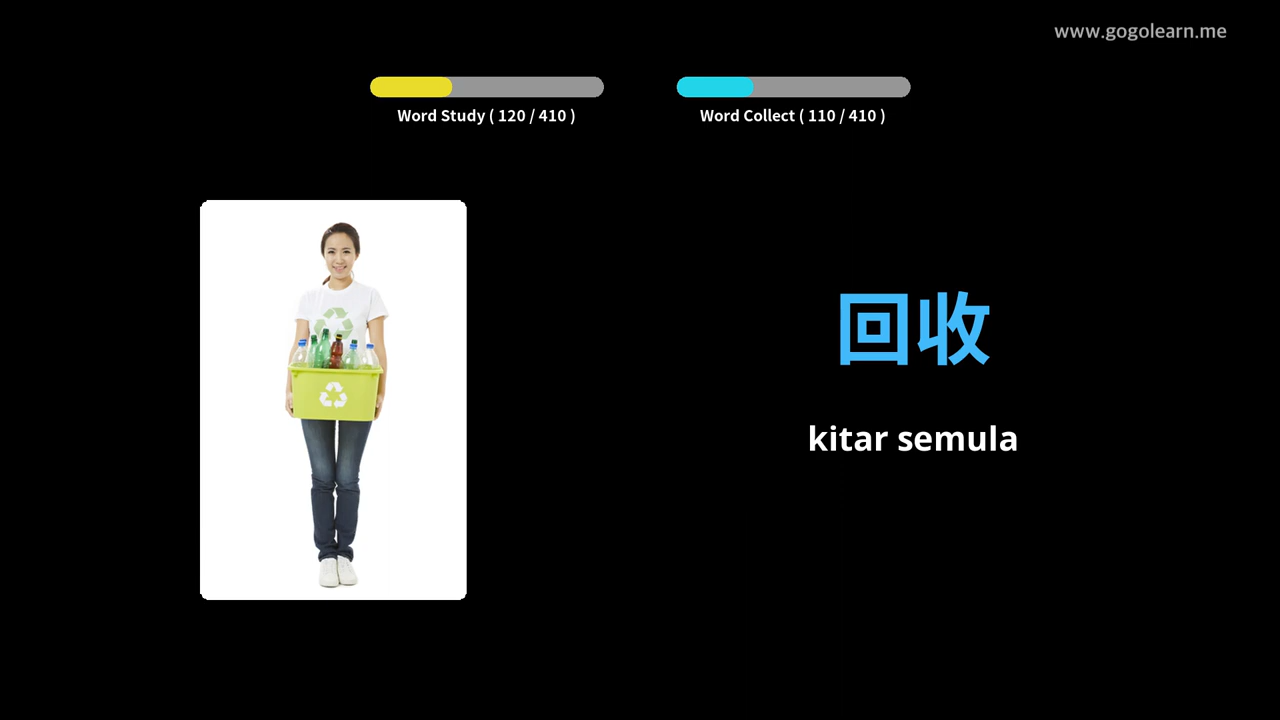 www.gogolearn.me
Word Study ( 120 / 410 )
Word Collect ( 110 / 410 )
回收
kitar semula